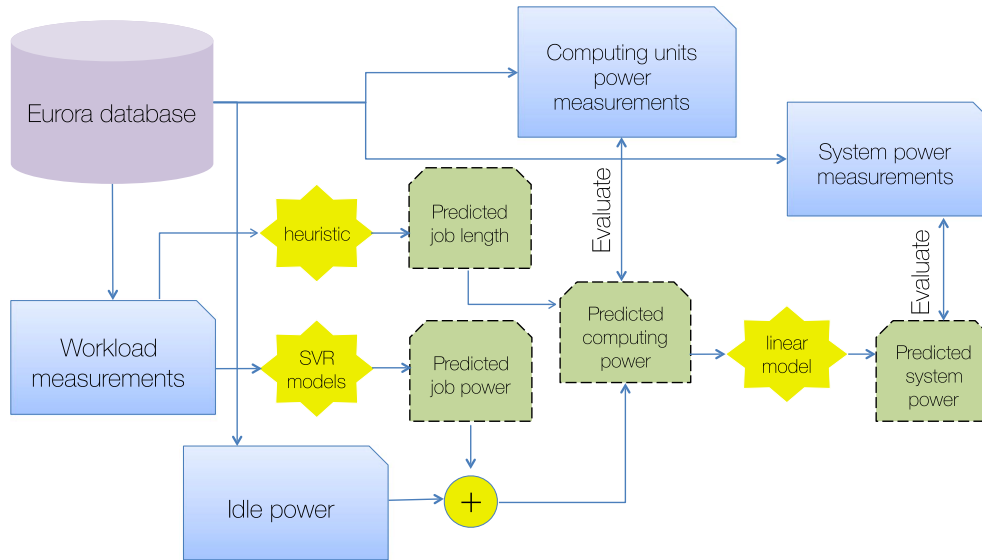 Eurora database
Computing units
power
measurements
System power
measurements
Evaluate
heuristic
Predicted
job length
Evaluate
Workload
measurements
SVR
models
Predicted
job power
Predicted
computing
power
linear
model
Predicted
system
power
Idle power
+